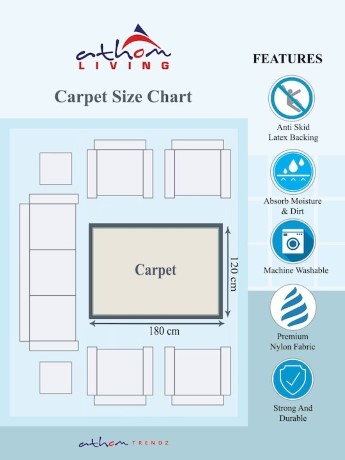 athom
LIVING
Carpet Size Chart
FEATURES
Anti Skid
Latex Backing
Absorb Moisture
& Dirt
Machine Washable
Premium
Nylon Fabric
Strong And
Durable
Carpet
120 cm
180 cm
athom TRENDZ